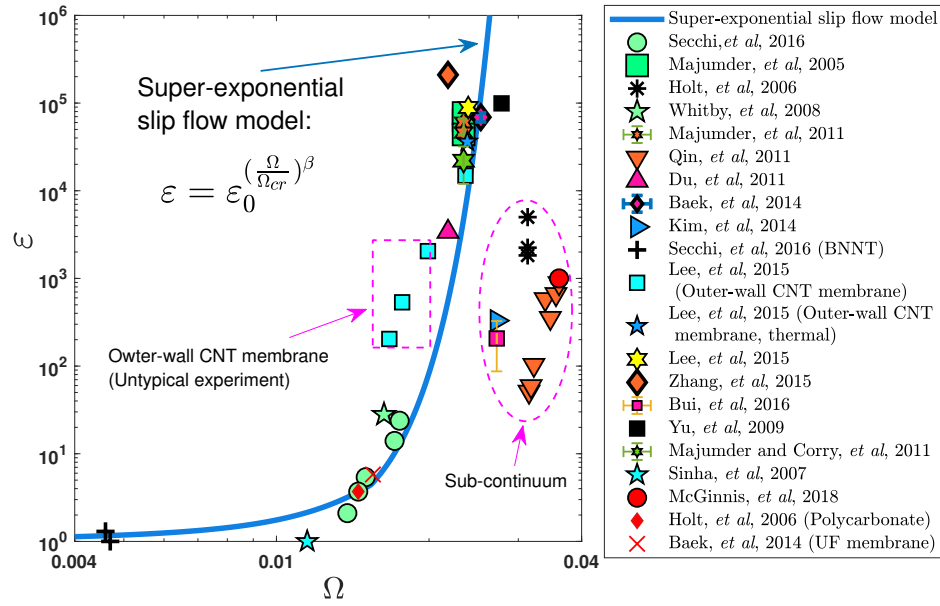 10^6
10^5
10^4
10^3
10^2
10^1
10^0
ε
0.004
0.01
0.02
0.04
Ω
Super-exponential
slip flow model:
ε = ε_0^{(Ω/Ω_cr)^β}
Owter-wall CNT membrane
(Untypical experiment)
Sub-continuum
Super-exponential slip flow model
Secchi,et al, 2016
Majumder, et al, 2005
Holt, et al, 2006
Whitby, et al, 2008
Majumder, et al, 2011
Qin, et al, 2011
Du, et al, 2011
Baek, et al, 2014
Kim, et al, 2014
Secchi, et al, 2016 (BNNT)
Lee, et al, 2015
(Outer-wall CNT membrane)
Lee, et al, 2015 (Outer-wall CNT
membrane, thermal)
Lee, et al, 2015
Zhang, et al, 2015
Bui, et al, 2016
Yu, et al, 2009
Majumder and Corry, et al, 2011
Sinha, et al, 2007
McGinnis, et al, 2018
Holt, et al, 2006 (Polycarbonate)
Baek, et al, 2014 (UF membrane)